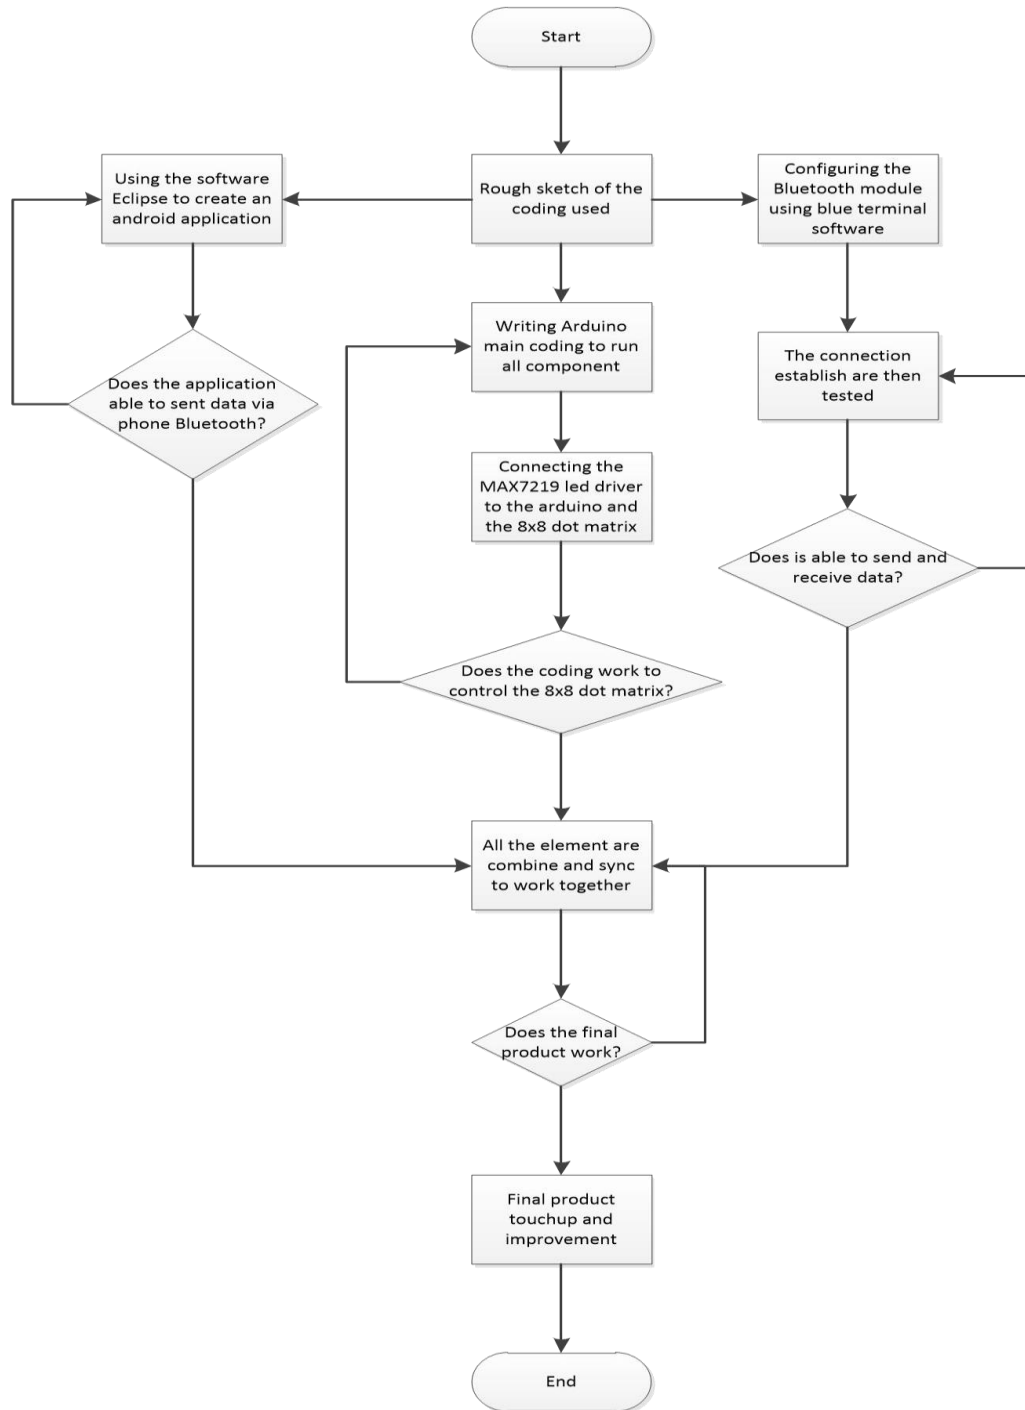 Start
Using the software
Eclipse to create an
android application
Rough sketch of the
coding used
Configuring the
Bluetooth module
using blue terminal
software
Writing Arduino
main coding to run
all component
The connection
establish are then
tested
Does the application
able to sent data via
phone Bluetooth?
Connecting the
MAX7219 led driver
to the arduino and
the 8x8 dot matrix
Does is able to send and
receive data?
Does the coding work to
control the 8x8 dot matrix?
All the element are
combine and sync
to work together
Does the final
product work?
Final product
touchup and
improvement
End